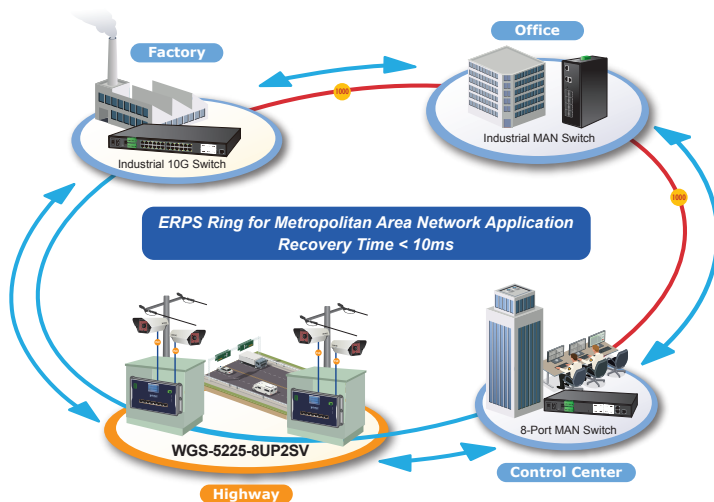 Factory
Office
1000
Industrial 10G Switch
Industrial MAN Switch
1000
ERPS Ring for Metropolitan Area Network Application
Recovery Time < 10ms
8-Port MAN Switch
WGS-5225-8UP2SV
Control Center
Highway